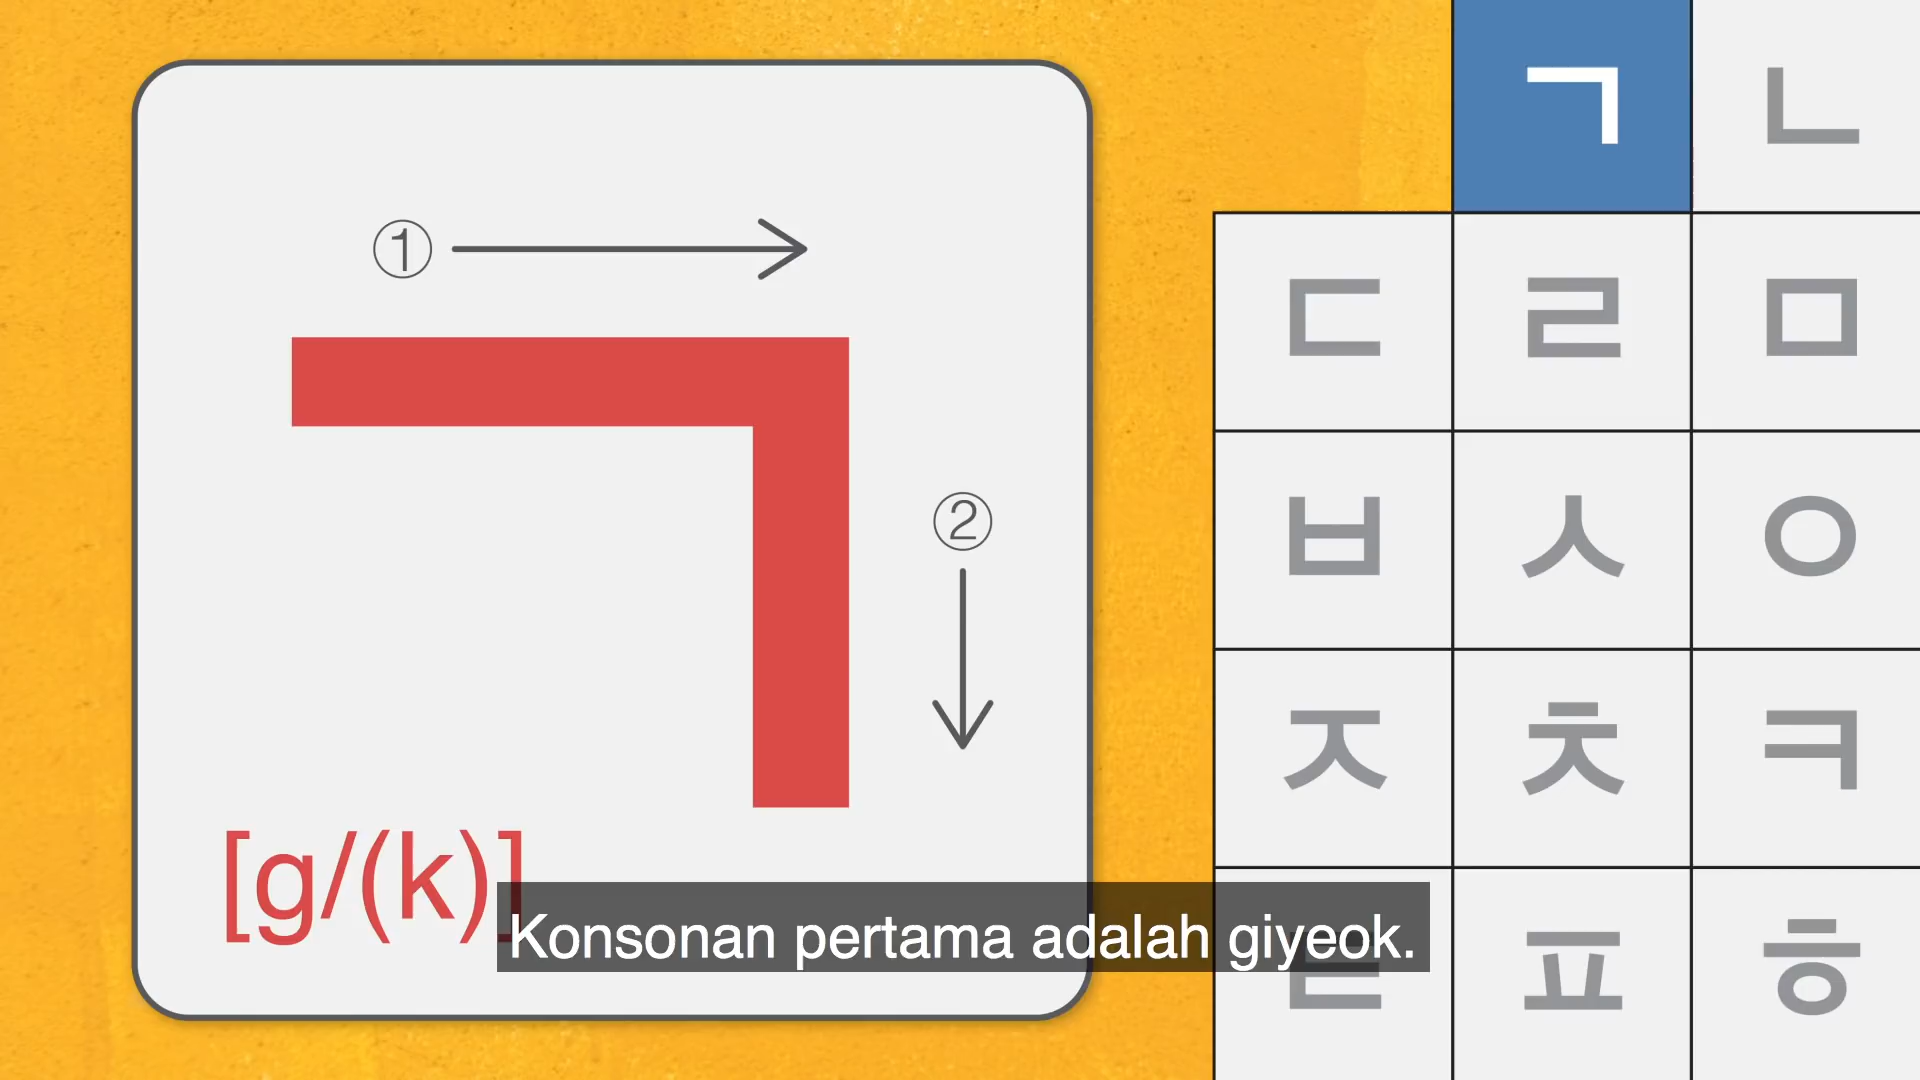 ①
②
[g/(k)]
ㄱ ㄴ
ㄷ ㄹ ㅁ
ㅂ ㅅ ㅇ
ㅈ ㅊ ㅋ
ㅌ ㅍ ㅎ
Konsonan pertama adalah giyeok.